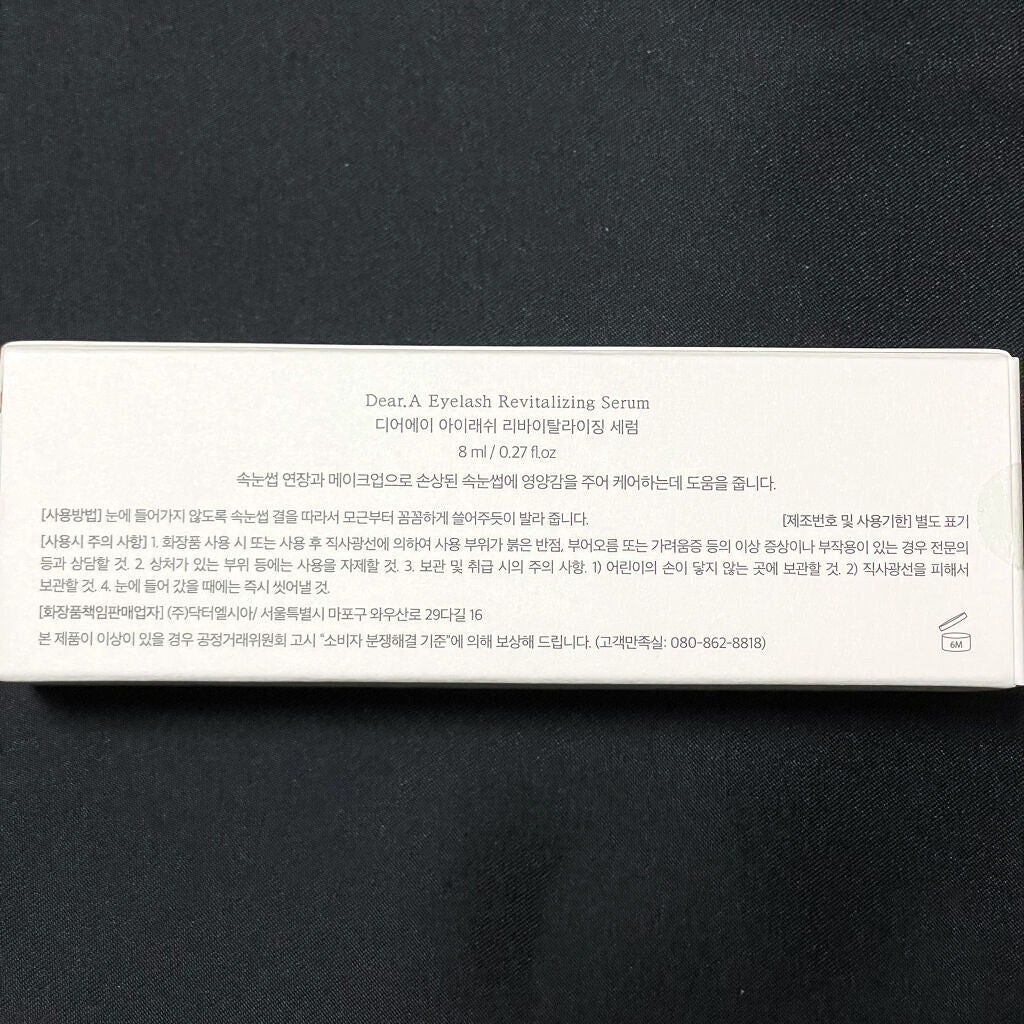 Dear.A Eyelash Revitalizing Serum
디어에이 아이래쉬 리바이탈라이징 세럼
8 ml / 0.27 fl.oz
속눈썹 연장과 메이크업으로 손상된 속눈썹에 영양감을 주어 케어하는데 도움을 줍니다.
[사용방법] 눈에 들어가지 않도록 속눈썹 결을 따라서 모근부터 꼼꼼하게 쓸어주듯이 발라 줍니다. [제조번호 및 사용기한] 별도 표기
[사용시 주의 사항] 1. 화장품 사용 시 또는 사용 후 직사광선에 의하여 사용 부위가 붉은 반점, 부어오름 또는 가려움증 등의 이상 증상이나 부작용이 있는 경우 전문의
등과 상담할 것. 2. 상처가 있는 부위 등에는 사용을 자제할 것. 3. 보관 및 취급 시의 주의 사항. 1) 어린이의 손이 닿지 않는 곳에 보관할 것. 2) 직사광선을 피해서
보관할 것. 4. 눈에 들어 갔을 때에는 즉시 씻어낼 것.
[화장품책임판매업자] (주)닥터엘시아/ 서울특별시 마포구 와우산로 29다길 16
본 제품이 이상이 있을 경우 공정거래위원회 고시 "소비자 분쟁해결 기준"에 의해 보상해 드립니다. (고객만족실: 080-862-8818)
6M